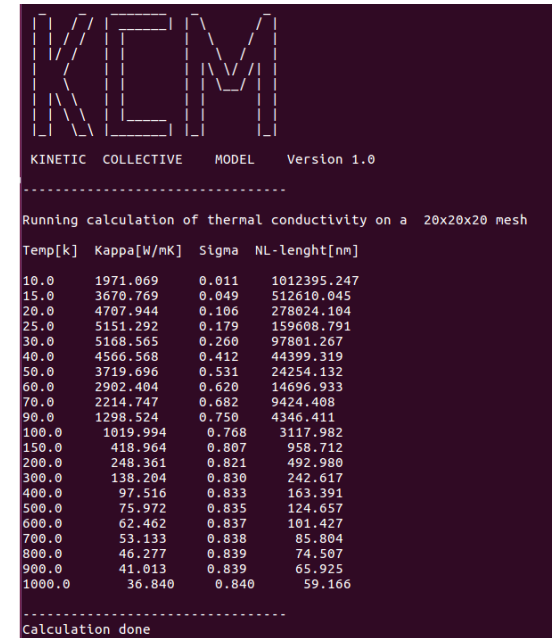 KCM
KINETIC COLLECTIVE MODEL Version 1.0
----------------------------------
Running calculation of thermal conductivity on a 20x20x20 mesh
Temp[k] Kappa[W/mK] Sigma NL-lenght[nm]
10.0 1971.069 0.011 1012395.247
15.0 3670.769 0.049 512610.045
20.0 4707.944 0.106 278024.104
25.0 5151.292 0.179 159608.791
30.0 5168.565 0.260 97801.267
40.0 4566.568 0.412 44399.319
50.0 3719.696 0.531 24254.132
60.0 2902.404 0.620 14696.933
70.0 2214.747 0.682 9424.408
90.0 1298.524 0.750 4346.411
100.0 1019.994 0.768 3117.982
150.0 418.964 0.807 958.712
200.0 248.361 0.821 492.980
300.0 138.204 0.830 242.617
400.0 97.516 0.833 163.391
500.0 75.972 0.835 124.657
600.0 62.462 0.837 101.427
700.0 53.133 0.838 85.804
800.0 46.277 0.839 74.507
900.0 41.013 0.839 65.925
1000.0 36.840 0.840 59.166
----------------------------------
Calculation done